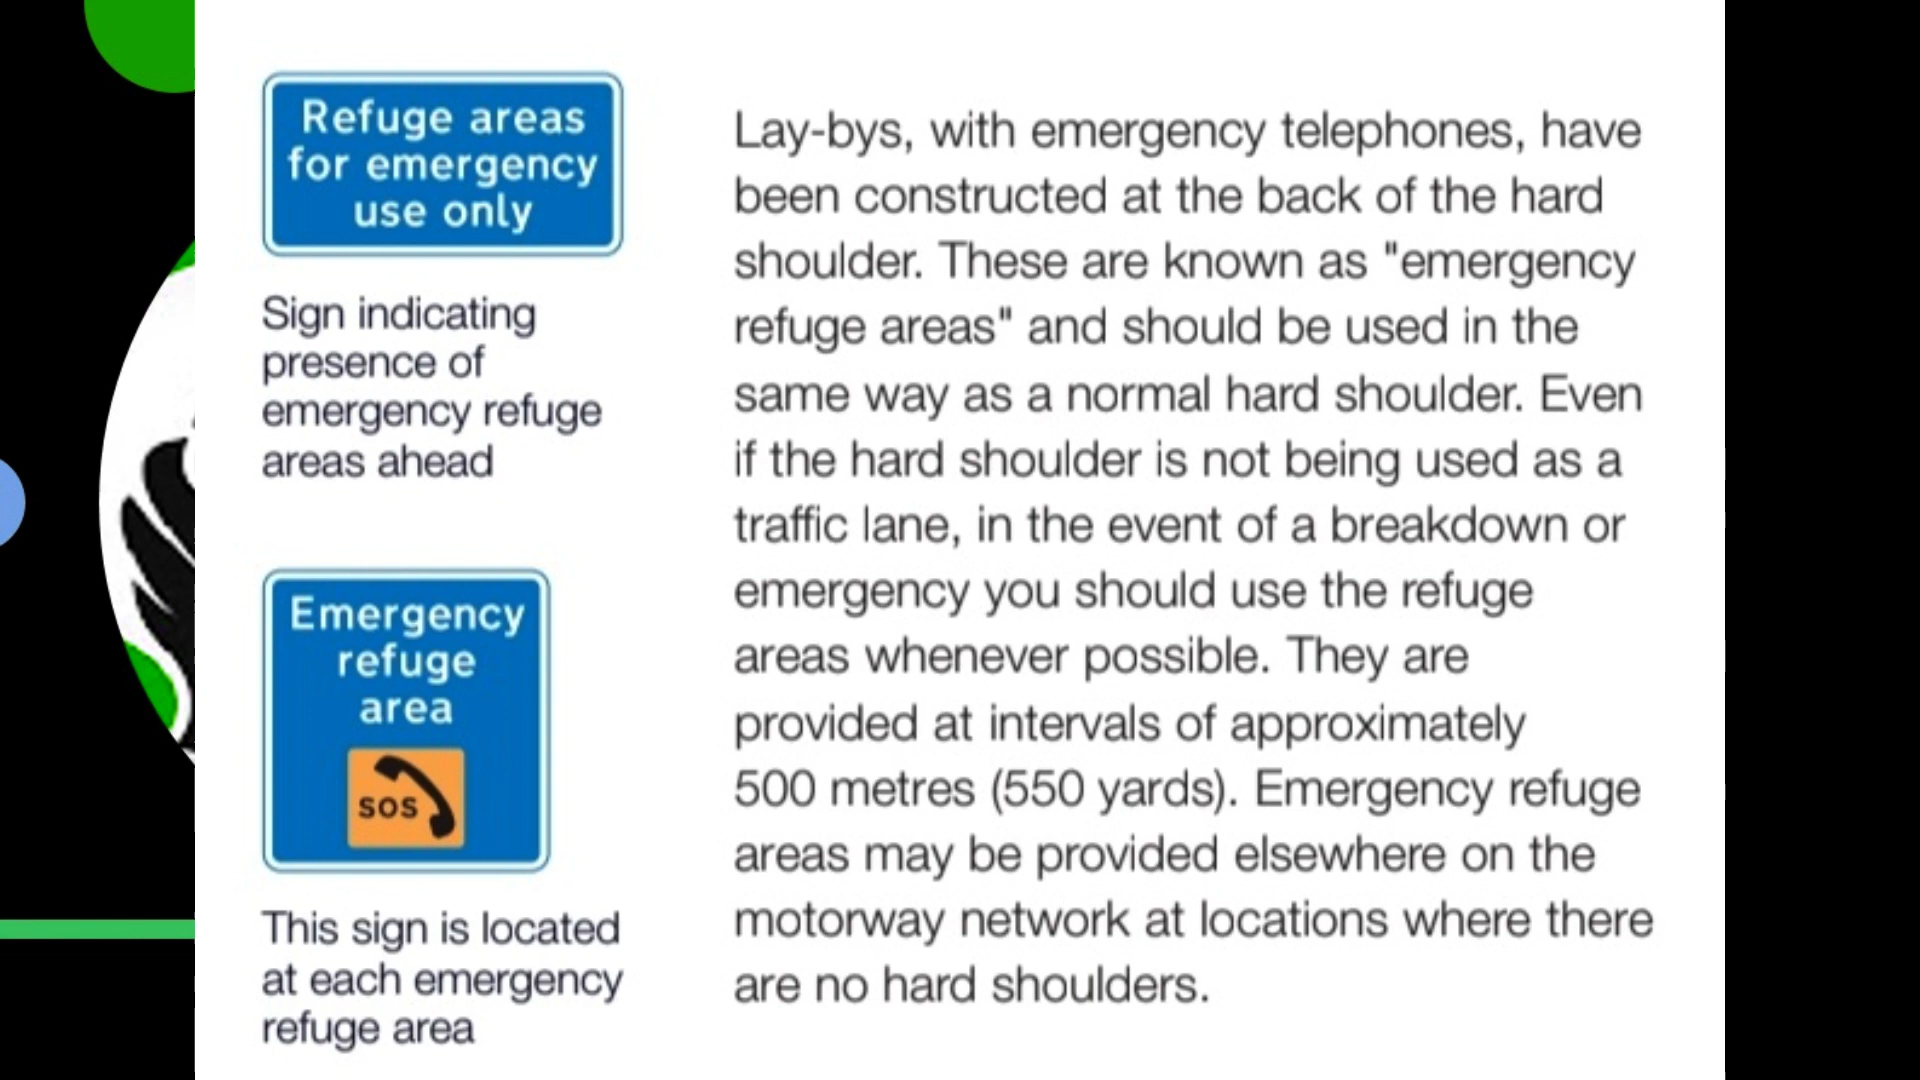 Refuge areas
for emergency
use only
Sign indicating
presence of
emergency refuge
areas ahead
Emergency
refuge
area
SOS
This sign is located
at each emergency
refuge area
Lay-bys, with emergency telephones, have
been constructed at the back of the hard
shoulder. These are known as "emergency
refuge areas" and should be used in the
same way as a normal hard shoulder. Even
if the hard shoulder is not being used as a
traffic lane, in the event of a breakdown or
emergency you should use the refuge
areas whenever possible. They are
provided at intervals of approximately
500 metres (550 yards). Emergency refuge
areas may be provided elsewhere on the
motorway network at locations where there
are no hard shoulders.